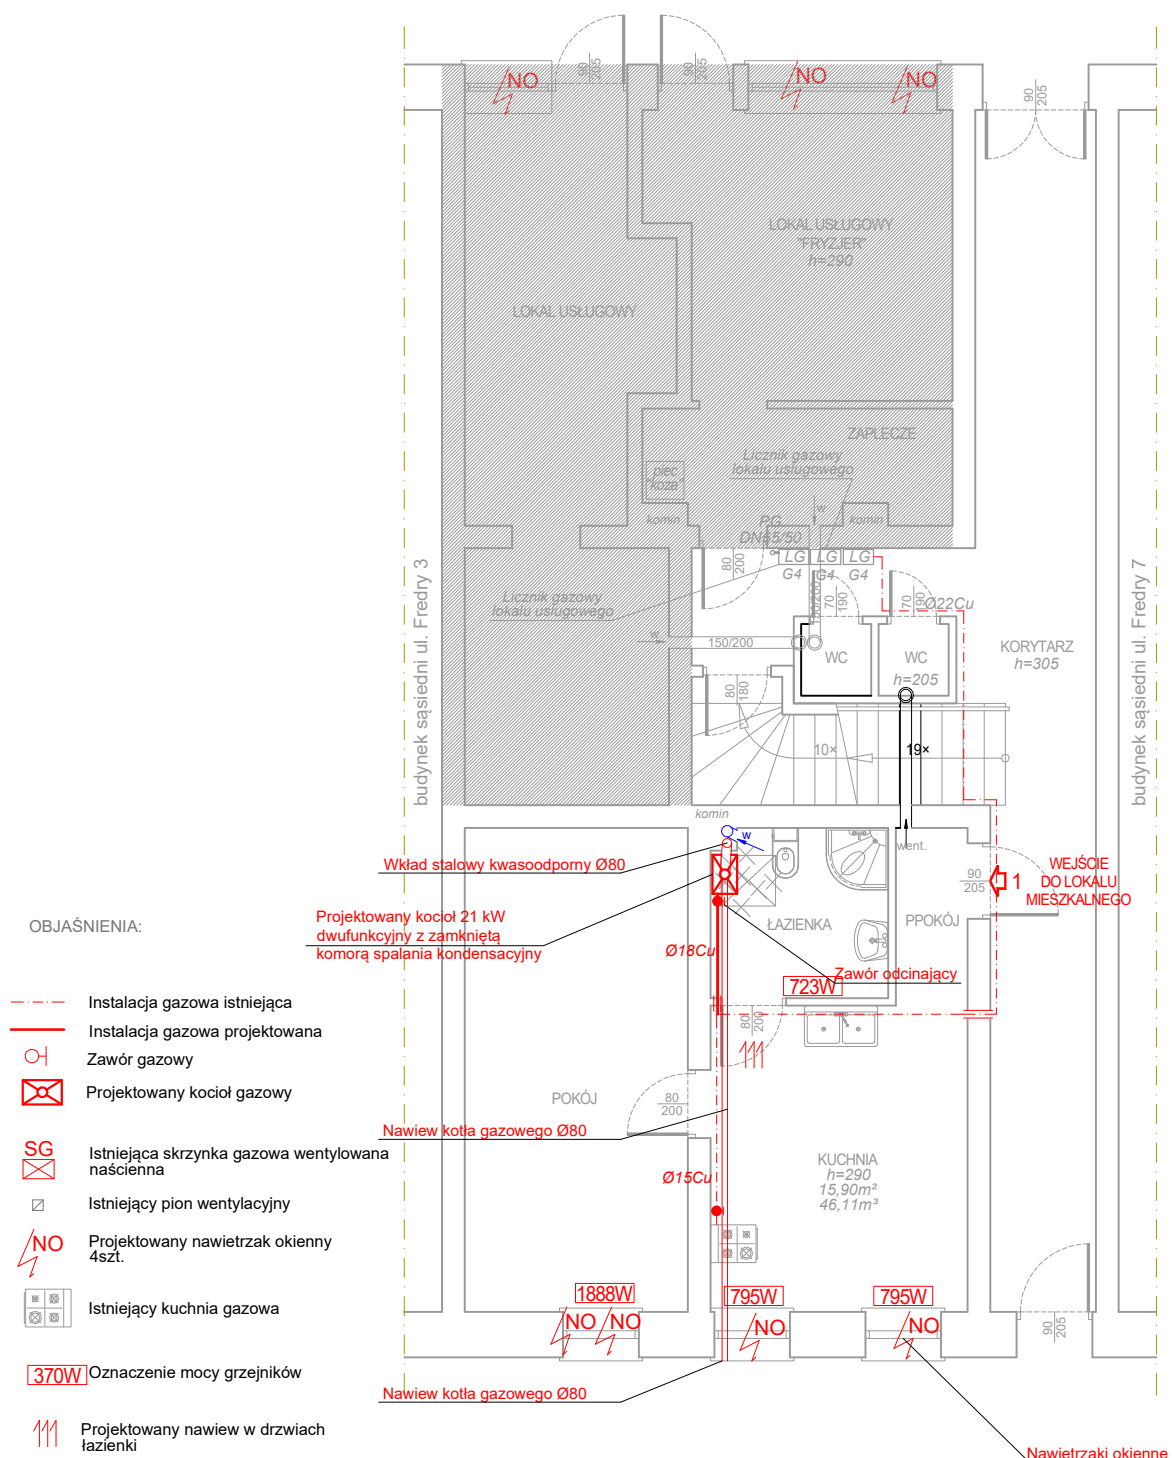 90
205
90
205
NO
NO
NO
90
205
LOKAL USŁUGOWY
"FRYZJER"
h=290
LOKAL USŁUGOWY
ZAPLECZE
Licznik gazowy
lokalu uslugowego
piec
"koza"
komin
PG
DN65/50
w
komin
80
200
LG
LG
LG
G4
G4
G4
Licznik gazowy
lokalu uslugowego
70
190
70
190
Ø22Cu
w
150/200
WC
WC
h=205
KORYTARZ
h=305
budynek sąsiedni ul. Fredry 3
budynek sąsiedni ul. Fredry 7
80
180
10×
19×
komin
w
went.
Wkład stalowy kwasoodporny Ø80
90
205
1
WEJŚCIE
DO LOKALU
MIESZKALNEGO
Projektowany kocioł 21 kW
dwufunkcyjny z zamkniętą
komorą spalania kondensacyjny
ŁAZIENKA
PPOKÓJ
Ø18Cu
Zawór odcinający
723W
80
200
OBJAŚNIENIA:
Instalacja gazowa istniejąca
Instalacja gazowa projektowana
Zawór gazowy
Projektowany kocioł gazowy
POKÓJ
80
200
Nawiew kotła gazowego Ø80
SG
Istniejąca skrzynka gazowa wentylowana
naścienna
KUCHNIA
h=290
15,90m²
46,11m³
Ø15Cu
Istniejący pion wentylacyjny
NO
Projektowany nawietrzak okienny
4szt.
Istniejący kuchnia gazowa
1888W
795W
795W
NO
NO
NO
NO
90
205
370W
Oznaczenie mocy grzejników
Nawiew kotła gazowego Ø80
Projektowany nawiew w drzwiach
łazienki
Nawietrzaki okienne